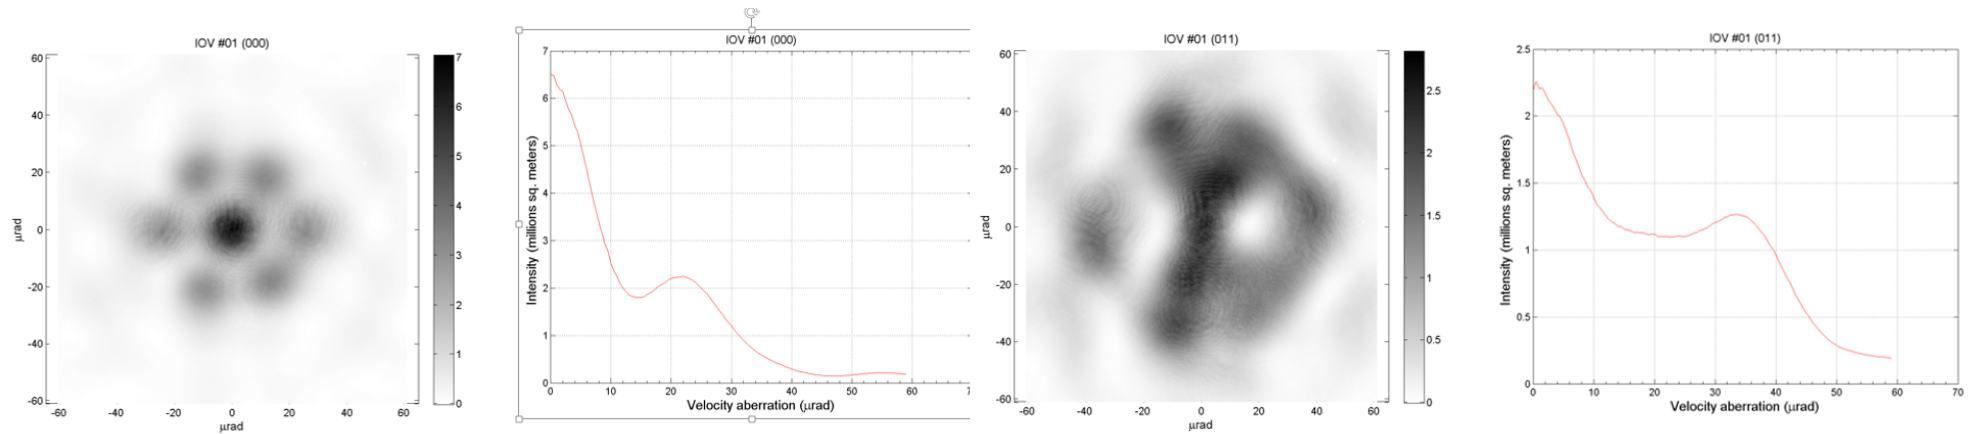 IOV #01 (000)
60
40
20
0
-20
-40
-60
-60 -40 -20 0 20 40 60
µrad
µrad
7
6
5
4
3
2
1
0
IOV #01 (000)
7
6
5
4
3
2
1
0
0 10 20 30 40 50 60 7
Intensity (millions sq. meters)
Velocity aberration (µrad)
IOV #01 (011)
60
40
20
0
-20
-40
-60
-60 -40 -20 0 20 40 60
µrad
µrad
2.5
2
1.5
1
0.5
0
IOV #01 (011)
2.5
2
1.5
1
0.5
0
0 10 20 30 40 50 60 70
Intensity (millions sq. meters)
Velocity aberration (µrad)